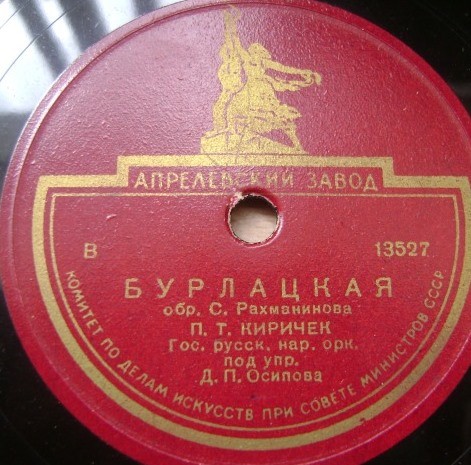 АПРЕЛЕВСКИЙ ЗАВОД
В 13527
БУРЛАЦКАЯ
обр. С. Рахманинова
П. Т. КИРИЧЕК
Гос. русск. нар. орк.
под упр.
Д. П. Осипова
КОМИТЕТ ПО ДЕЛАМ ИСКУССТВ ПРИ СОВЕТЕ МИНИСТРОВ СССР